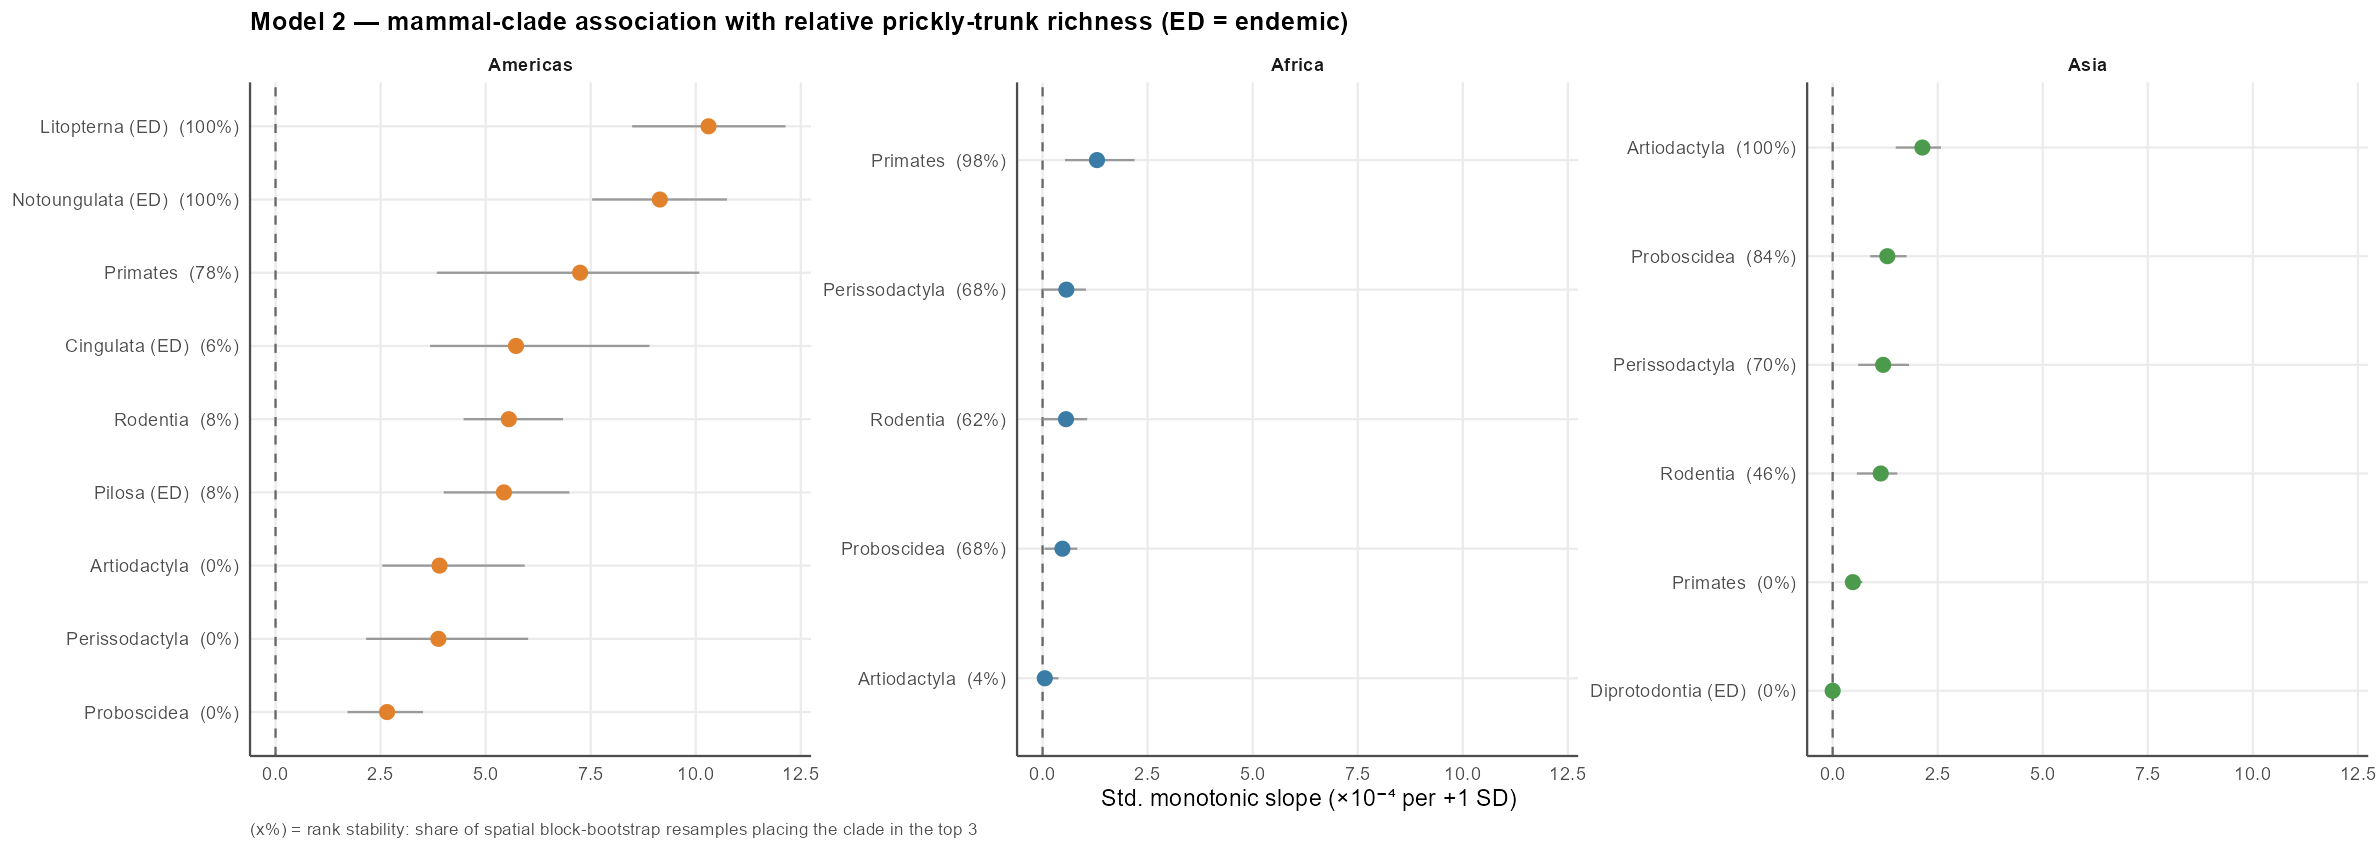 Model 2 — mammal-clade association with relative prickly-trunk richness (ED = endemic)
Americas
Litopterna (ED) (100%)
Notoungulata (ED) (100%)
Primates (78%)
Cingulata (ED) (6%)
Rodentia (8%)
Pilosa (ED) (8%)
Artiodactyla (0%)
Perissodactyla (0%)
Proboscidea (0%)
0.0 2.5 5.0 7.5 10.0 12.5
Africa
Primates (98%)
Perissodactyla (68%)
Rodentia (62%)
Proboscidea (68%)
Artiodactyla (4%)
0.0 2.5 5.0 7.5 10.0 12.5
Asia
Artiodactyla (100%)
Proboscidea (84%)
Perissodactyla (70%)
Rodentia (46%)
Primates (0%)
Diprotodontia (ED) (0%)
0.0 2.5 5.0 7.5 10.0 12.5
Std. monotonic slope (×10⁻⁴ per +1 SD)
(x%) = rank stability: share of spatial block-bootstrap resamples placing the clade in the top 3